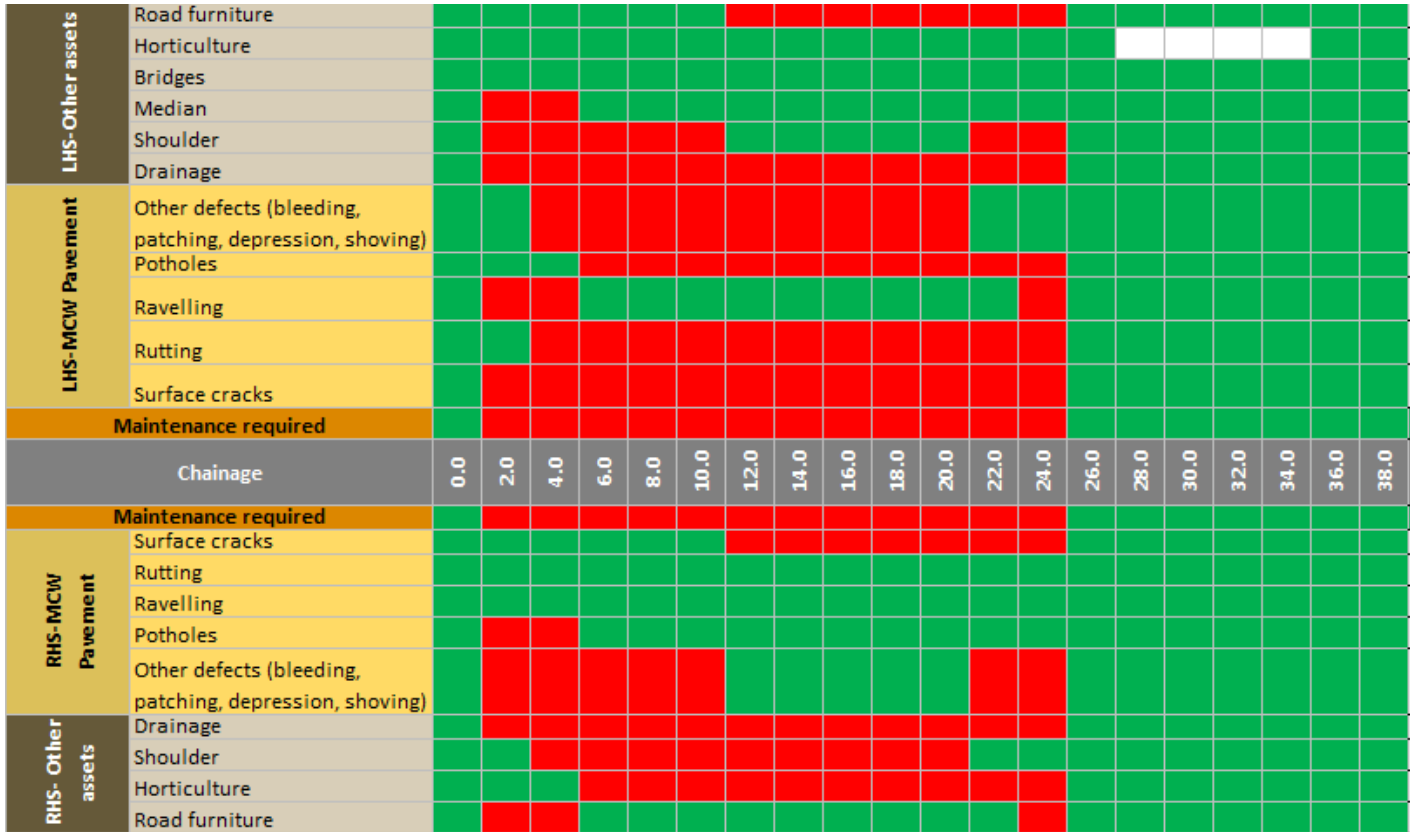 LHS-Other assets
Road furniture
Horticulture
Bridges
Median
Shoulder
Drainage
LHS-MCW Pavement
Other defects (bleeding,
patching, depression, shoving)
Potholes
Ravelling
Rutting
Surface cracks
Maintenance required
Chainage 0.0 2.0 4.0 6.0 8.0 10.0 12.0 14.0 16.0 18.0 20.0 22.0 24.0 26.0 28.0 30.0 32.0 34.0 36.0 38.0
Maintenance required
RHS-MCW
Pavement
Surface cracks
Rutting
Ravelling
Potholes
Other defects (bleeding,
patching, depression, shoving)
RHS- Other
assets
Drainage
Shoulder
Horticulture
Road furniture